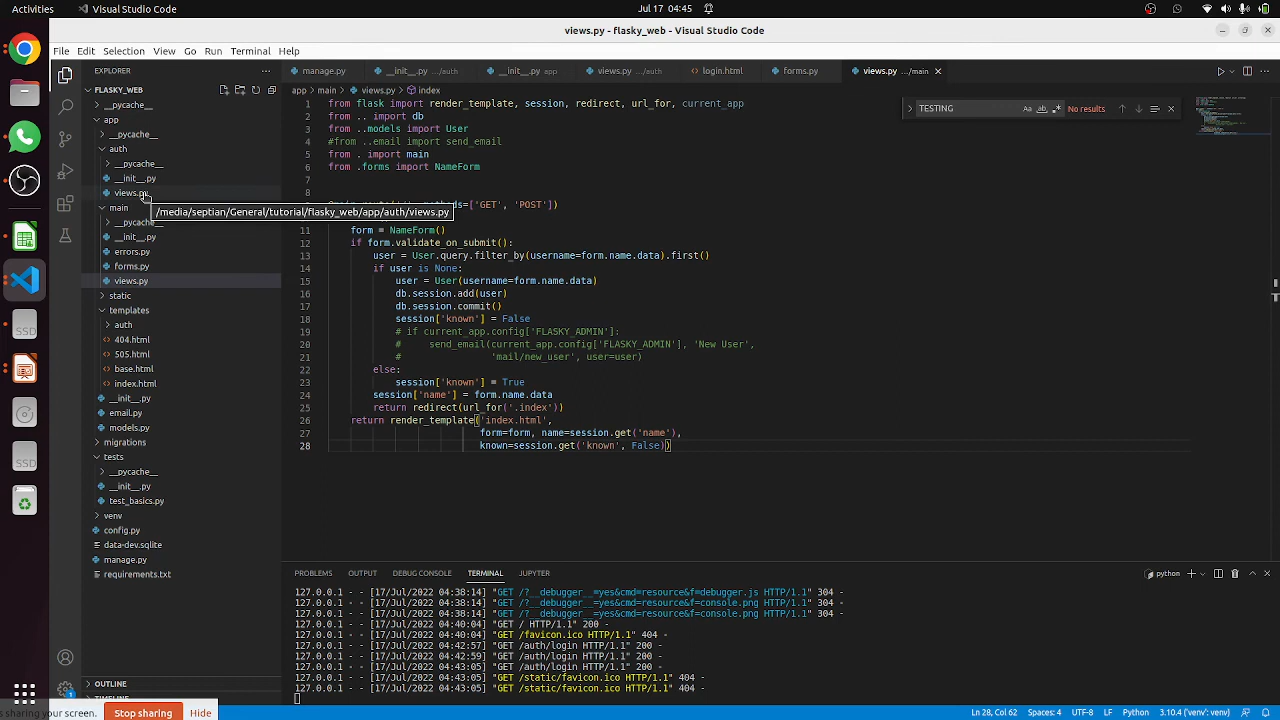 Activities
Visual Studio Code
Jul 17 04:45
views.py - flasky_web - Visual Studio Code
File Edit Selection View Go Run Terminal Help
EXPLORER
manage.py
__init__.py .../auth
__init__.py app
views.py .../auth
login.html
forms.py
views.py .../main
FLASKY_WEB
__pycache__
app
__pycache__
auth
__pycache__
__init__.py
views.py
/media/septian/General/tutorial/flasky_web/app/auth/views.py
main
__pycache__
__init__.py
errors.py
forms.py
views.py
static
templates
auth
404.html
505.html
base.html
index.html
__init__.py
email.py
models.py
migrations
tests
__pycache__
__init__.py
test_basics.py
venv
config.py
data-dev.sqlite
manage.py
requirements.txt
OUTLINE
app > main > views.py > index
TESTING
Aa ab .*
No results
1 from flask import render_template, session, redirect, url_for, current_app
2 from .. import db
3 from ..models import User
4 #from ..email import send_email
5 from . import main
6 from .forms import NameForm
7
8
['GET', 'POST'])
11 form = NameForm()
12 if form.validate_on_submit():
13 user = User.query.filter_by(username=form.name.data).first()
14 if user is None:
15 user = User(username=form.name.data)
16 db.session.add(user)
17 db.session.commit()
18 session['known'] = False
19 # if current_app.config['FLASKY_ADMIN']:
20 # send_email(current_app.config['FLASKY_ADMIN'], 'New User',
21 # 'mail/new_user', user=user)
22 else:
23 session['known'] = True
24 session['name'] = form.name.data
25 return redirect(url_for('.index'))
26 return render_template('index.html',
27 form=form, name=session.get('name'),
28 known=session.get('known', False))
PROBLEMS OUTPUT DEBUG CONSOLE TERMINAL JUPYTER
python
127.0.0.1 - - [17/Jul/2022 04:38:14] "GET /?__debugger__=yes&cmd=resource&f=debugger.js HTTP/1.1" 304 -
127.0.0.1 - - [17/Jul/2022 04:38:14] "GET /?__debugger__=yes&cmd=resource&f=console.png HTTP/1.1" 304 -
127.0.0.1 - - [17/Jul/2022 04:38:14] "GET /?__debugger__=yes&cmd=resource&f=console.png HTTP/1.1" 304 -
127.0.0.1 - - [17/Jul/2022 04:40:04] "GET / HTTP/1.1" 200 -
127.0.0.1 - - [17/Jul/2022 04:40:04] "GET /favicon.ico HTTP/1.1" 404 -
127.0.0.1 - - [17/Jul/2022 04:42:57] "GET /auth/login HTTP/1.1" 200 -
127.0.0.1 - - [17/Jul/2022 04:42:59] "GET /auth/login HTTP/1.1" 200 -
127.0.0.1 - - [17/Jul/2022 04:43:05] "GET /auth/login HTTP/1.1" 200 -
127.0.0.1 - - [17/Jul/2022 04:43:05] "GET /static/favicon.ico HTTP/1.1" 404 -
127.0.0.1 - - [17/Jul/2022 04:43:05] "GET /static/favicon.ico HTTP/1.1" 404 -
SSD
SSD
1
sharing your screen.
Stop sharing
Hide
Ln 28, Col 62
Spaces: 4
UTF-8
LF
Python
3.10.4 ('venv': venv)